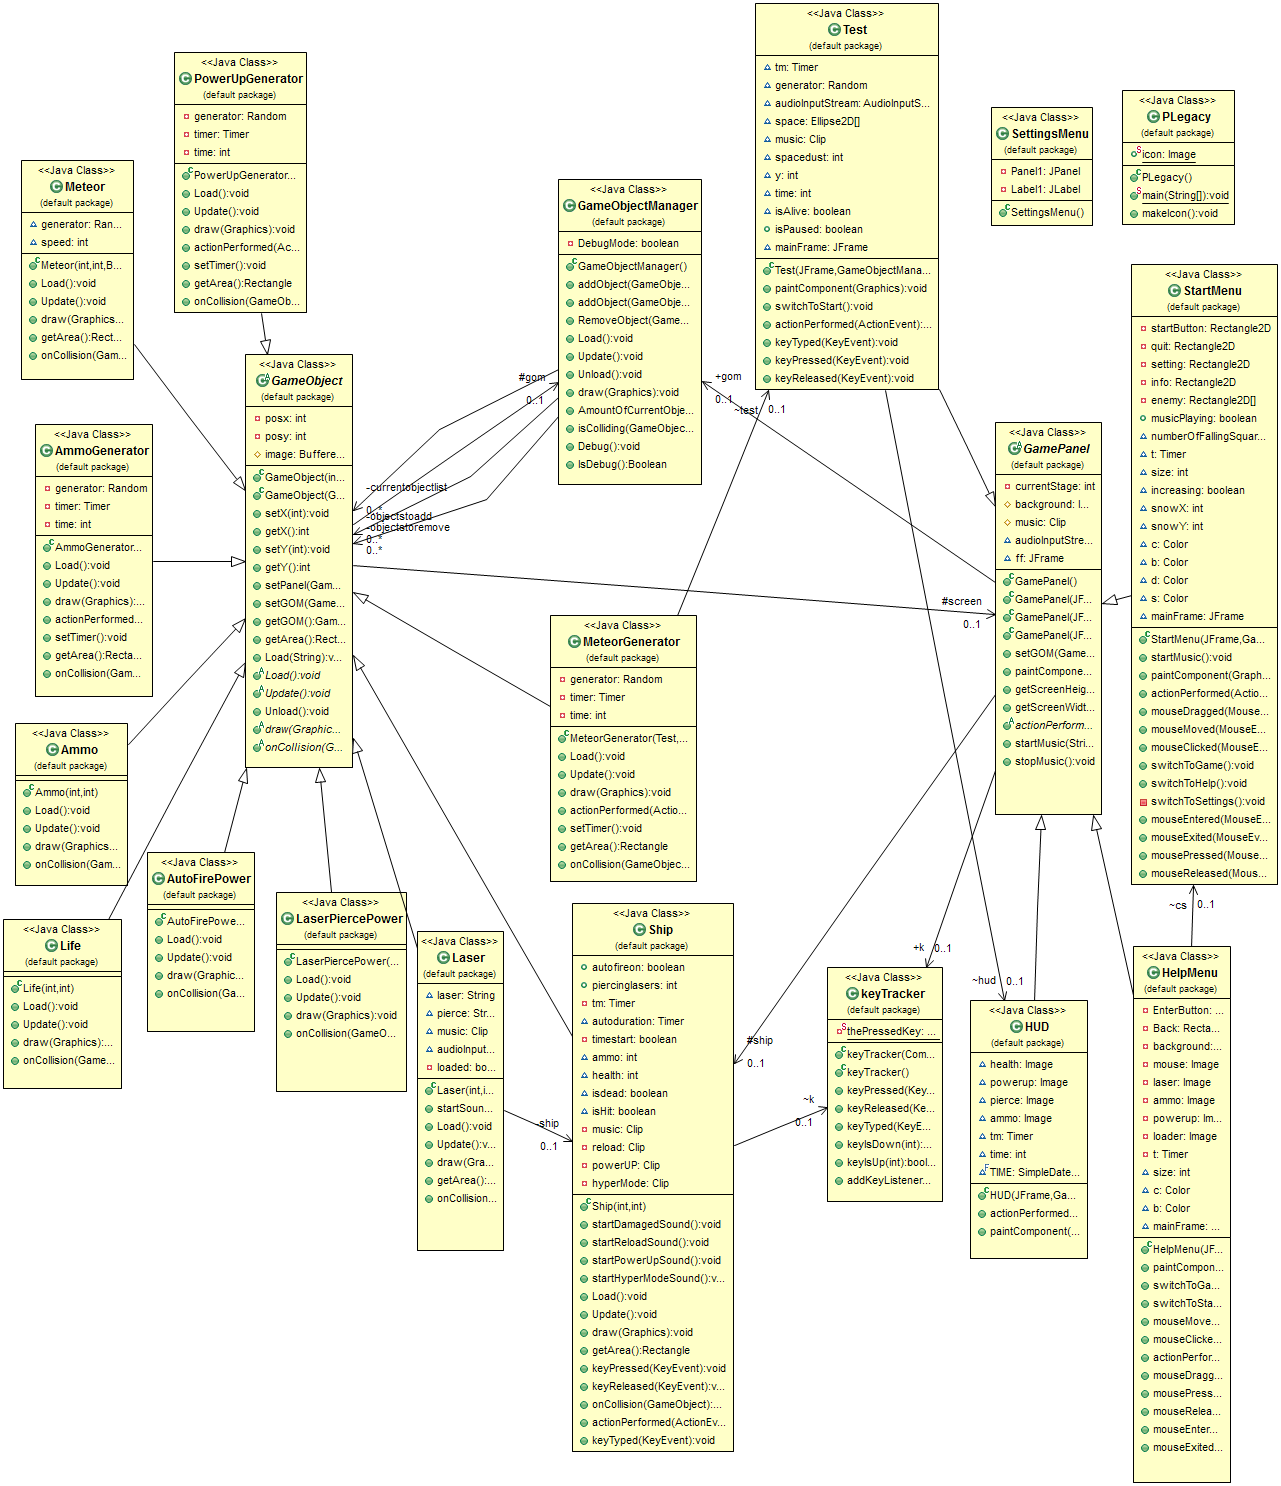 <<Java Class>>
PowerUpGenerator
(default package)
generator: Random
timer: Timer
time: int
PowerUpGenerator...
Load():void
Update():void
draw(Graphics):void
actionPerformed(Ac...
setTimer():void
getArea():Rectangle
onCollision(GameOb...
<<Java Class>>
Meteor
(default package)
generator: Ran...
speed: int
Meteor(int,int,B...
Load():void
Update():void
draw(Graphics...
getArea():Rect...
onCollision(Gam...
<<Java Class>>
AmmoGenerator
(default package)
generator: Random
timer: Timer
time: int
AmmoGenerator...
Load():void
Update():void
draw(Graphics):...
actionPerformed...
setTimer():void
getArea():Recta...
onCollision(Gam...
<<Java Class>>
Ammo
(default package)
Ammo(int,int)
Load():void
Update():void
draw(Graphics...
onCollision(Gam...
<<Java Class>>
Life
(default package)
Life(int,int)
Load():void
Update():void
draw(Graphics):...
onCollision(Game...
<<Java Class>>
AutoFirePower
(default package)
AutoFirePowe...
Load():void
Update():void
draw(Graphic...
onCollision(Ga...
<<Java Class>>
LaserPiercePower
(default package)
LaserPiercePower(...
Load():void
Update():void
draw(Graphics):void
onCollision(GameO...
<<Java Class>>
Laser
(default package)
laser: String
pierce: Str...
music: Clip
audioInput...
loaded: bo...
Laser(int,i...
startSoun...
Load():void
Update():v...
draw(Gra...
getArea():...
onCollision...
<<Java Class>>
GameObject
(default package)
posx: int
posy: int
image: Buffere...
GameObject(in...
GameObject(G...
setX(int):void
getX():int
setY(int):void
getY():int
setPanel(Gam...
setGOM(Game...
getGOM():Gam...
getArea():Rect...
Load(String):v...
Load():void
Update():void
Unload():void
draw(Graphic...
onCollision(G...
<<Java Class>>
GameObjectManager
(default package)
DebugMode: boolean
GameObjectManager()
addObject(GameObje...
addObject(GameObje...
RemoveObject(Game...
Load():void
Update():void
Unload():void
draw(Graphics):void
AmountOfCurrentObje...
isColliding(GameObjec...
Debug():void
IsDebug():Boolean
#gom
0..1
-currentobjectlist
0..*
-objectstoadd
-objectstoremove
0..*
0..*
<<Java Class>>
MeteorGenerator
(default package)
generator: Random
timer: Timer
time: int
MeteorGenerator(Test,...
Load():void
Update():void
draw(Graphics):void
actionPerformed(Actio...
setTimer():void
getArea():Rectangle
onCollision(GameObjec...
<<Java Class>>
Ship
(default package)
autofireon: boolean
piercinglasers: int
tm: Timer
autoduration: Timer
timestart: boolean
ammo: int
health: int
isdead: boolean
isHit: boolean
music: Clip
reload: Clip
powerUP: Clip
hyperMode: Clip
Ship(int,int)
startDamagedSound():void
startReloadSound():void
startPowerUpSound():void
startHyperModeSound():v...
Load():void
Update():void
draw(Graphics):void
getArea():Rectangle
keyPressed(KeyEvent):void
keyReleased(KeyEvent):v...
onCollision(GameObject):...
actionPerformed(ActionEv...
keyTyped(KeyEvent):void
-ship
0..1
<<Java Class>>
Test
(default package)
tm: Timer
generator: Random
audioInputStream: AudioInputS...
space: Ellipse2D[]
music: Clip
spacedust: int
y: int
time: int
isAlive: boolean
isPaused: boolean
mainFrame: JFrame
Test(JFrame,GameObjectMana...
paintComponent(Graphics):void
switchToStart():void
actionPerformed(ActionEvent):...
keyTyped(KeyEvent):void
keyPressed(KeyEvent):void
keyReleased(KeyEvent):void
+gom
0..1
~test
0..1
<<Java Class>>
SettingsMenu
(default package)
Panel1: JPanel
Label1: JLabel
SettingsMenu()
<<Java Class>>
PLegacy
(default package)
icon: Image
PLegacy()
main(String[]):void
makeIcon():void
<<Java Class>>
GamePanel
(default package)
currentStage: int
background: I...
music: Clip
audioInputStre...
ff: JFrame
GamePanel()
GamePanel(JF...
GamePanel(JF...
GamePanel(JF...
setGOM(Game...
paintCompone...
getScreenHeig...
getScreenWidt...
actionPerform...
startMusic(Stri...
stopMusic():void
#screen
0..1
<<Java Class>>
StartMenu
(default package)
startButton: Rectangle2D
quit: Rectangle2D
setting: Rectangle2D
info: Rectangle2D
enemy: Rectangle2D[]
musicPlaying: boolean
numberOfFallingSquar...
t: Timer
size: int
increasing: boolean
snowX: int
snowY: int
c: Color
b: Color
d: Color
s: Color
mainFrame: JFrame
StartMenu(JFrame,Ga...
startMusic():void
paintComponent(Graph...
actionPerformed(Actio...
mouseDragged(Mouse...
mouseMoved(MouseE...
mouseClicked(MouseE...
switchToGame():void
switchToHelp():void
switchToSettings():void
mouseEntered(MouseE...
mouseExited(MouseEv...
mousePressed(Mouse...
mouseReleased(Mous...
~cs
0..1
<<Java Class>>
keyTracker
(default package)
thePressedKey: ...
keyTracker(Com...
keyTracker()
keyPressed(Key...
keyReleased(Ke...
keyTyped(KeyE...
keyIsDown(int):...
keyIsUp(int):bool...
addKeyListener...
+k
0..1
#ship
0..1
~k
0..1
~hud
0..1
<<Java Class>>
HUD
(default package)
health: Image
powerup: Image
pierce: Image
ammo: Image
tm: Timer
time: int
TIME: SimpleDate...
HUD(JFrame,Ga...
actionPerformed...
paintComponent(...
<<Java Class>>
HelpMenu
(default package)
EnterButton: ...
Back: Recta...
background:...
mouse: Image
laser: Image
ammo: Image
powerup: Im...
loader: Image
t: Timer
size: int
c: Color
b: Color
mainFrame: ...
HelpMenu(JF...
paintCompon...
switchToGa...
switchToSta...
mouseMove...
mouseClicke...
actionPerfor...
mouseDragg...
mousePress...
mouseRelea...
mouseEnter...
mouseExited...